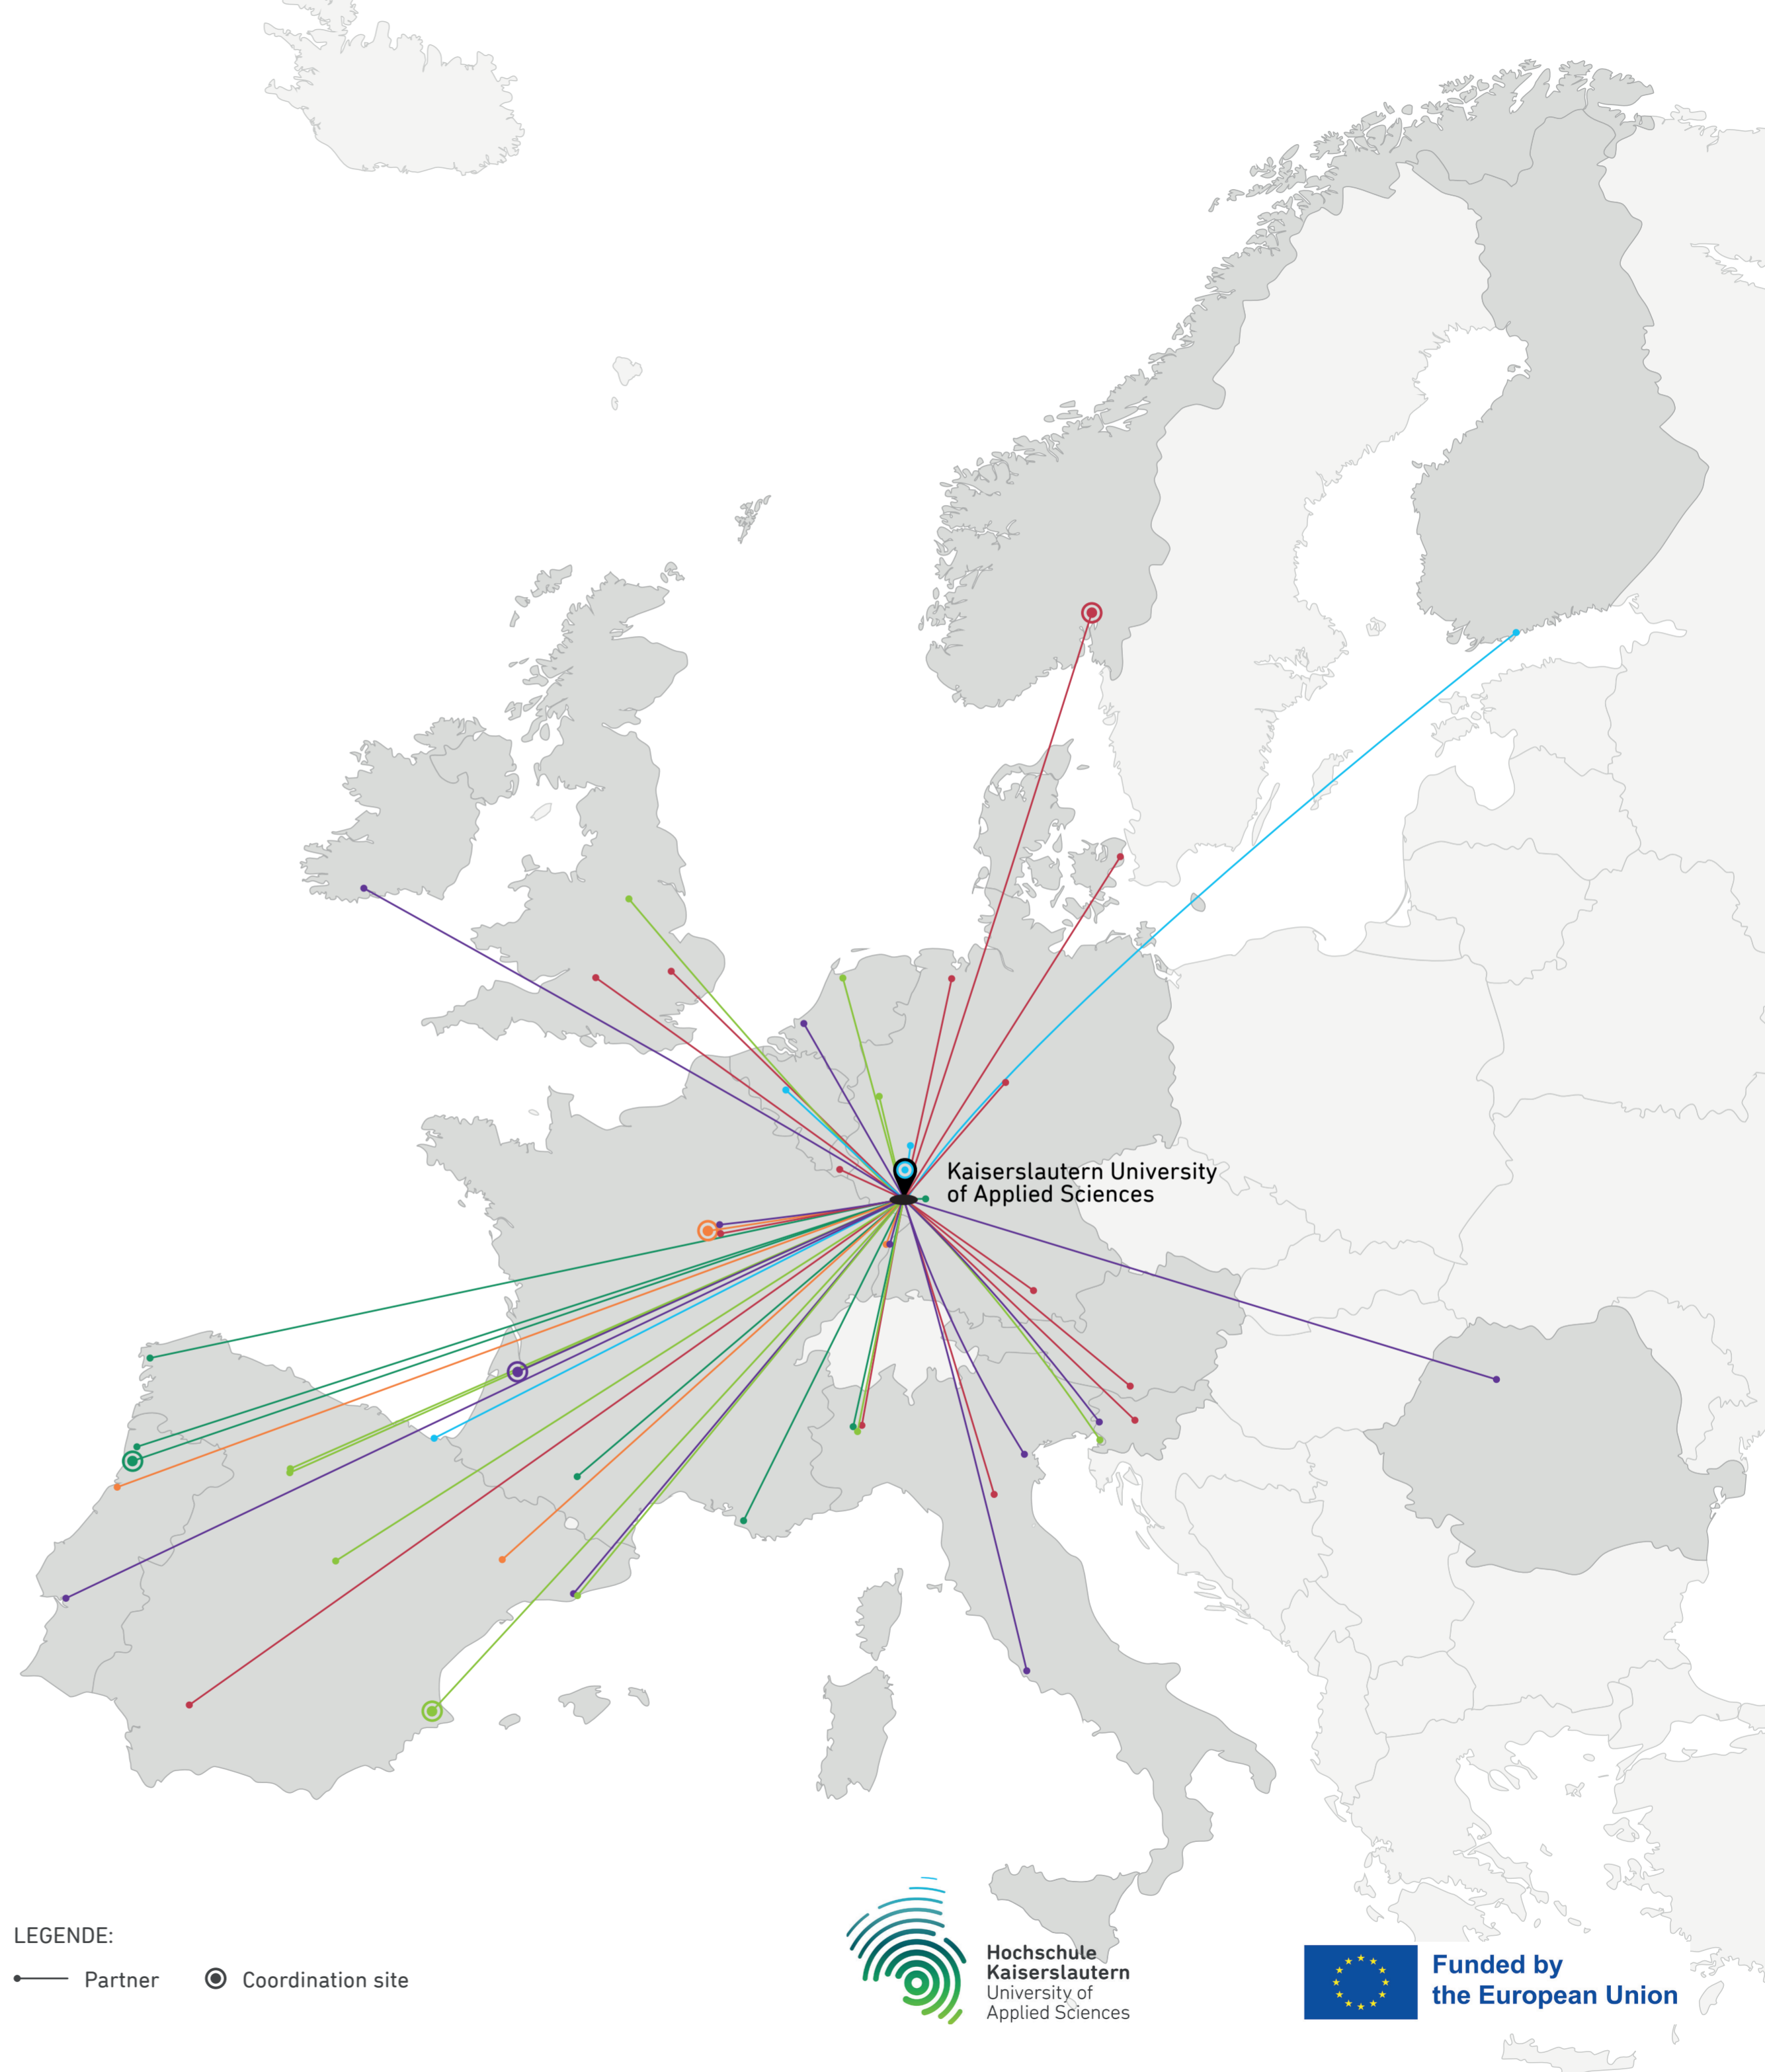 Kaiserslautern University
of Applied Sciences
LEGENDE:
Partner
Coordination site
Hochschule
Kaiserslautern
University of
Applied Sciences
Funded by
the European Union